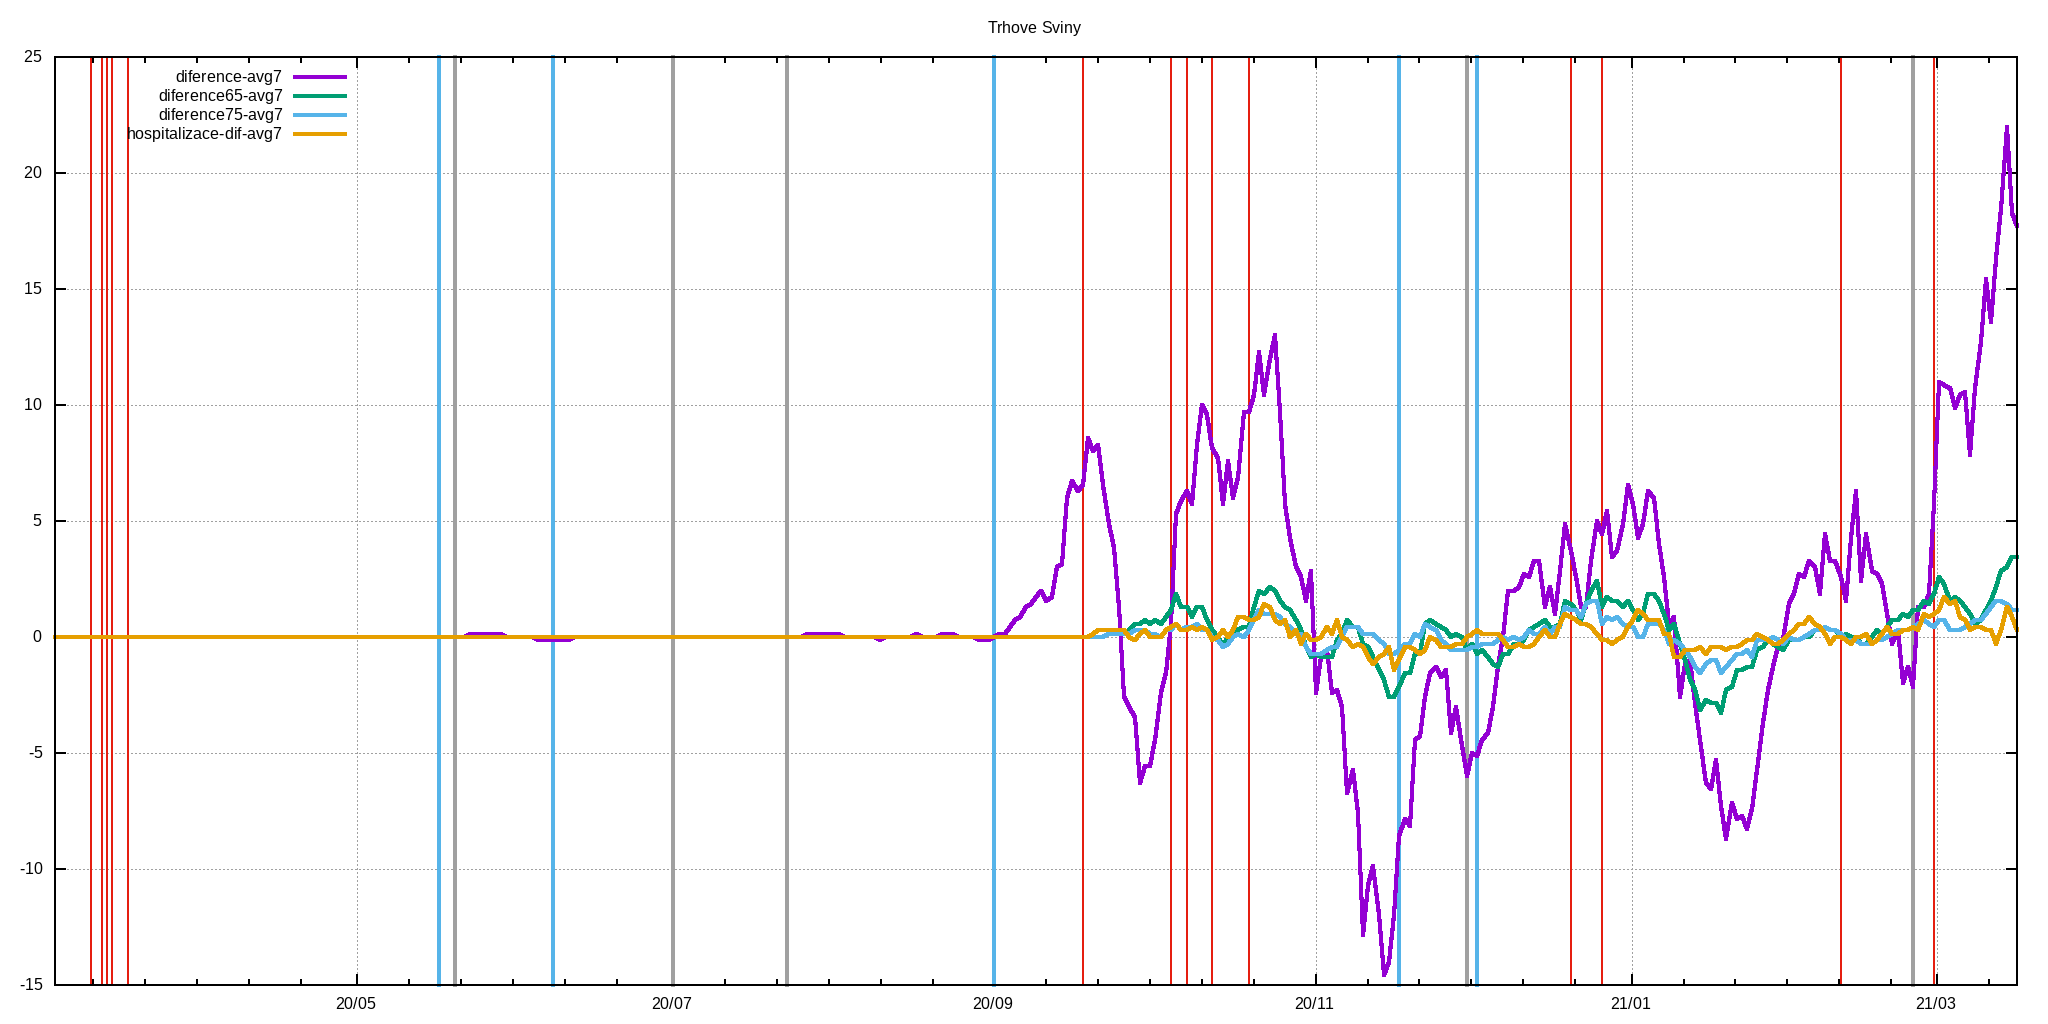 Trhove Sviny
25
20
15
10
5
0
-5
-10
-15
diference-avg7
diference65-avg7
diference75-avg7
hospitalizace-dif-avg7
20/05 20/07 20/09 20/11 21/01 21/03